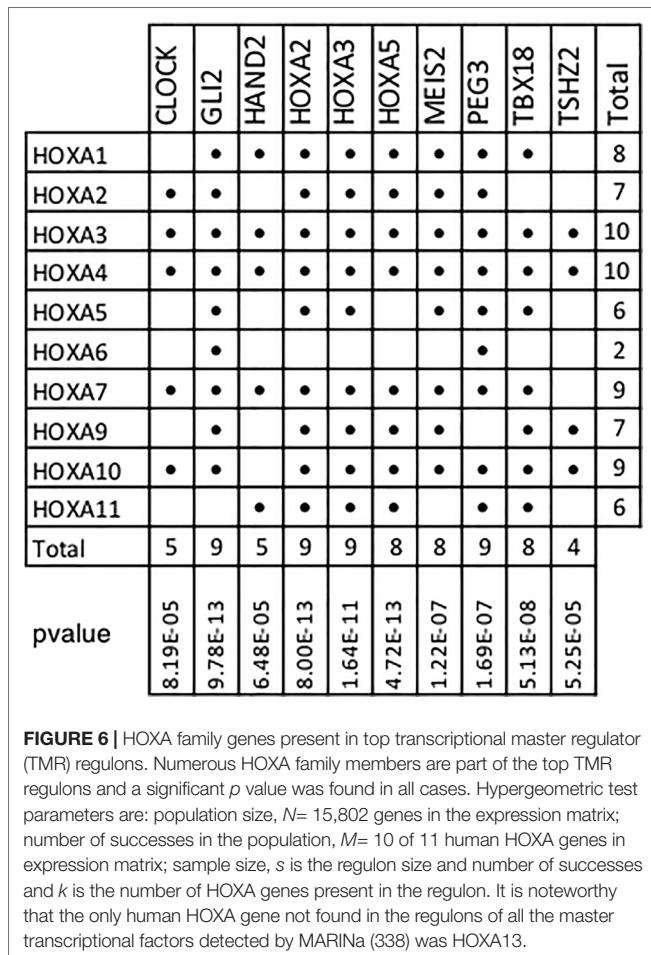 CLOCK GLI2 HAND2 HOXA2 HOXA3 HOXA5 MEIS2 PEG3 TBX18 TSHZ2 Total
HOXA1 • • • • • • • • 8
HOXA2 • • • • • • • 7
HOXA3 • • • • • • • • • • 10
HOXA4 • • • • • • • • • • 10
HOXA5 • • • • • • 6
HOXA6 • • 2
HOXA7 • • • • • • • • • 9
HOXA9 • • • • • • • 7
HOXA10 • • • • • • • • • 9
HOXA11 • • • • • • 6
Total 5 9 5 9 9 8 8 9 8 4
pvalue 8.19E-05 9.78E-13 6.48E-05 8.00E-13 1.64E-11 4.72E-13 1.22E-07 1.69E-07 5.13E-08 5.25E-05
FIGURE 6 | HOXA family genes present in top transcriptional master regulator
(TMR) regulons. Numerous HOXA family members are part of the top TMR
regulons and a significant p value was found in all cases. Hypergeometric test
parameters are: population size, N= 15,802 genes in the expression matrix;
number of successes in the population, M= 10 of 11 human HOXA genes in
expression matrix; sample size, s is the regulon size and number of successes
and k is the number of HOXA genes present in the regulon. It is noteworthy
that the only human HOXA gene not found in the regulons of all the master
transcriptional factors detected by MARINa (338) was HOXA13.